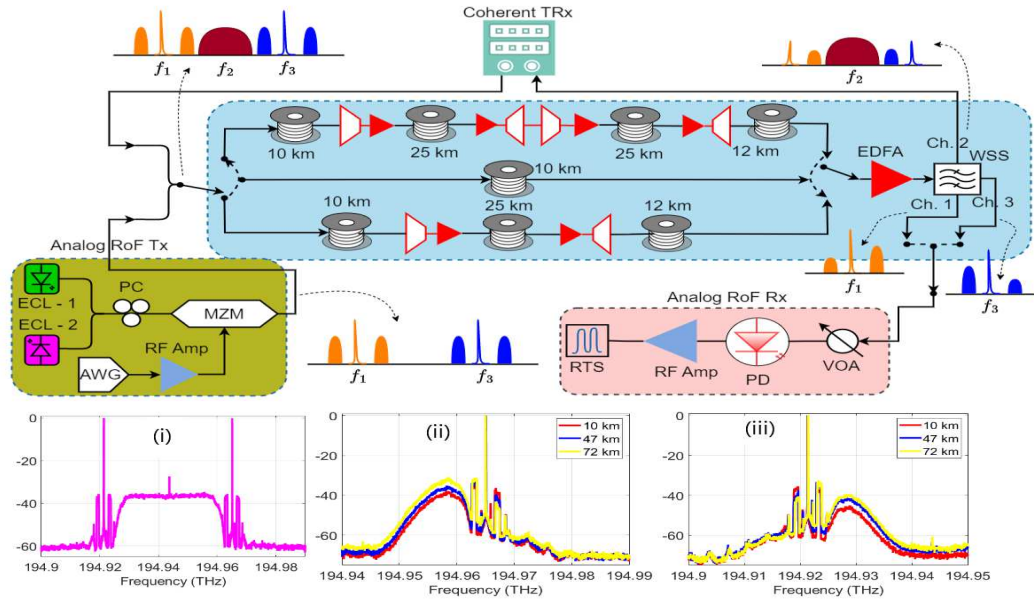 Coherent TRx
f₁ f₂ f₃
f₂
10 km 25 km 25 km 12 km
10 km
10 km 25 km 12 km
EDFA
Ch. 2
WSS
Ch. 1 Ch. 3
f₁
f₃
Analog RoF Tx
ECL - 1
ECL - 2
PC
MZM
RF Amp
AWG
f₁ f₃
Analog RoF Rx
RTS
RF Amp
PD
VOA
(i)
0
-20
-40
-60
194.9 194.92 194.94 194.96 194.98
Frequency (THz)
(ii)
10 km
47 km
72 km
0
-20
-40
-60
194.94 194.95 194.96 194.97 194.98 194.99
Frequency (THz)
(iii)
10 km
47 km
72 km
0
-20
-40
-60
194.9 194.91 194.92 194.93 194.94 194.95
Frequency (THz)